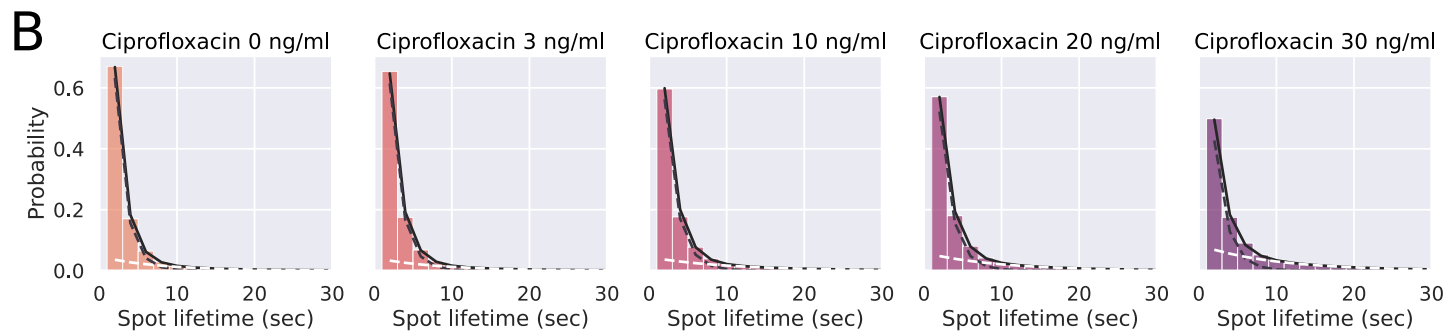 B
Ciprofloxacin 0 ng/ml
Ciprofloxacin 3 ng/ml
Ciprofloxacin 10 ng/ml
Ciprofloxacin 20 ng/ml
Ciprofloxacin 30 ng/ml
Probability
0.6
0.4
0.2
0.0
0 10 20 30
0 10 20 30
0 10 20 30
0 10 20 30
0 10 20 30
Spot lifetime (sec)
Spot lifetime (sec)
Spot lifetime (sec)
Spot lifetime (sec)
Spot lifetime (sec)